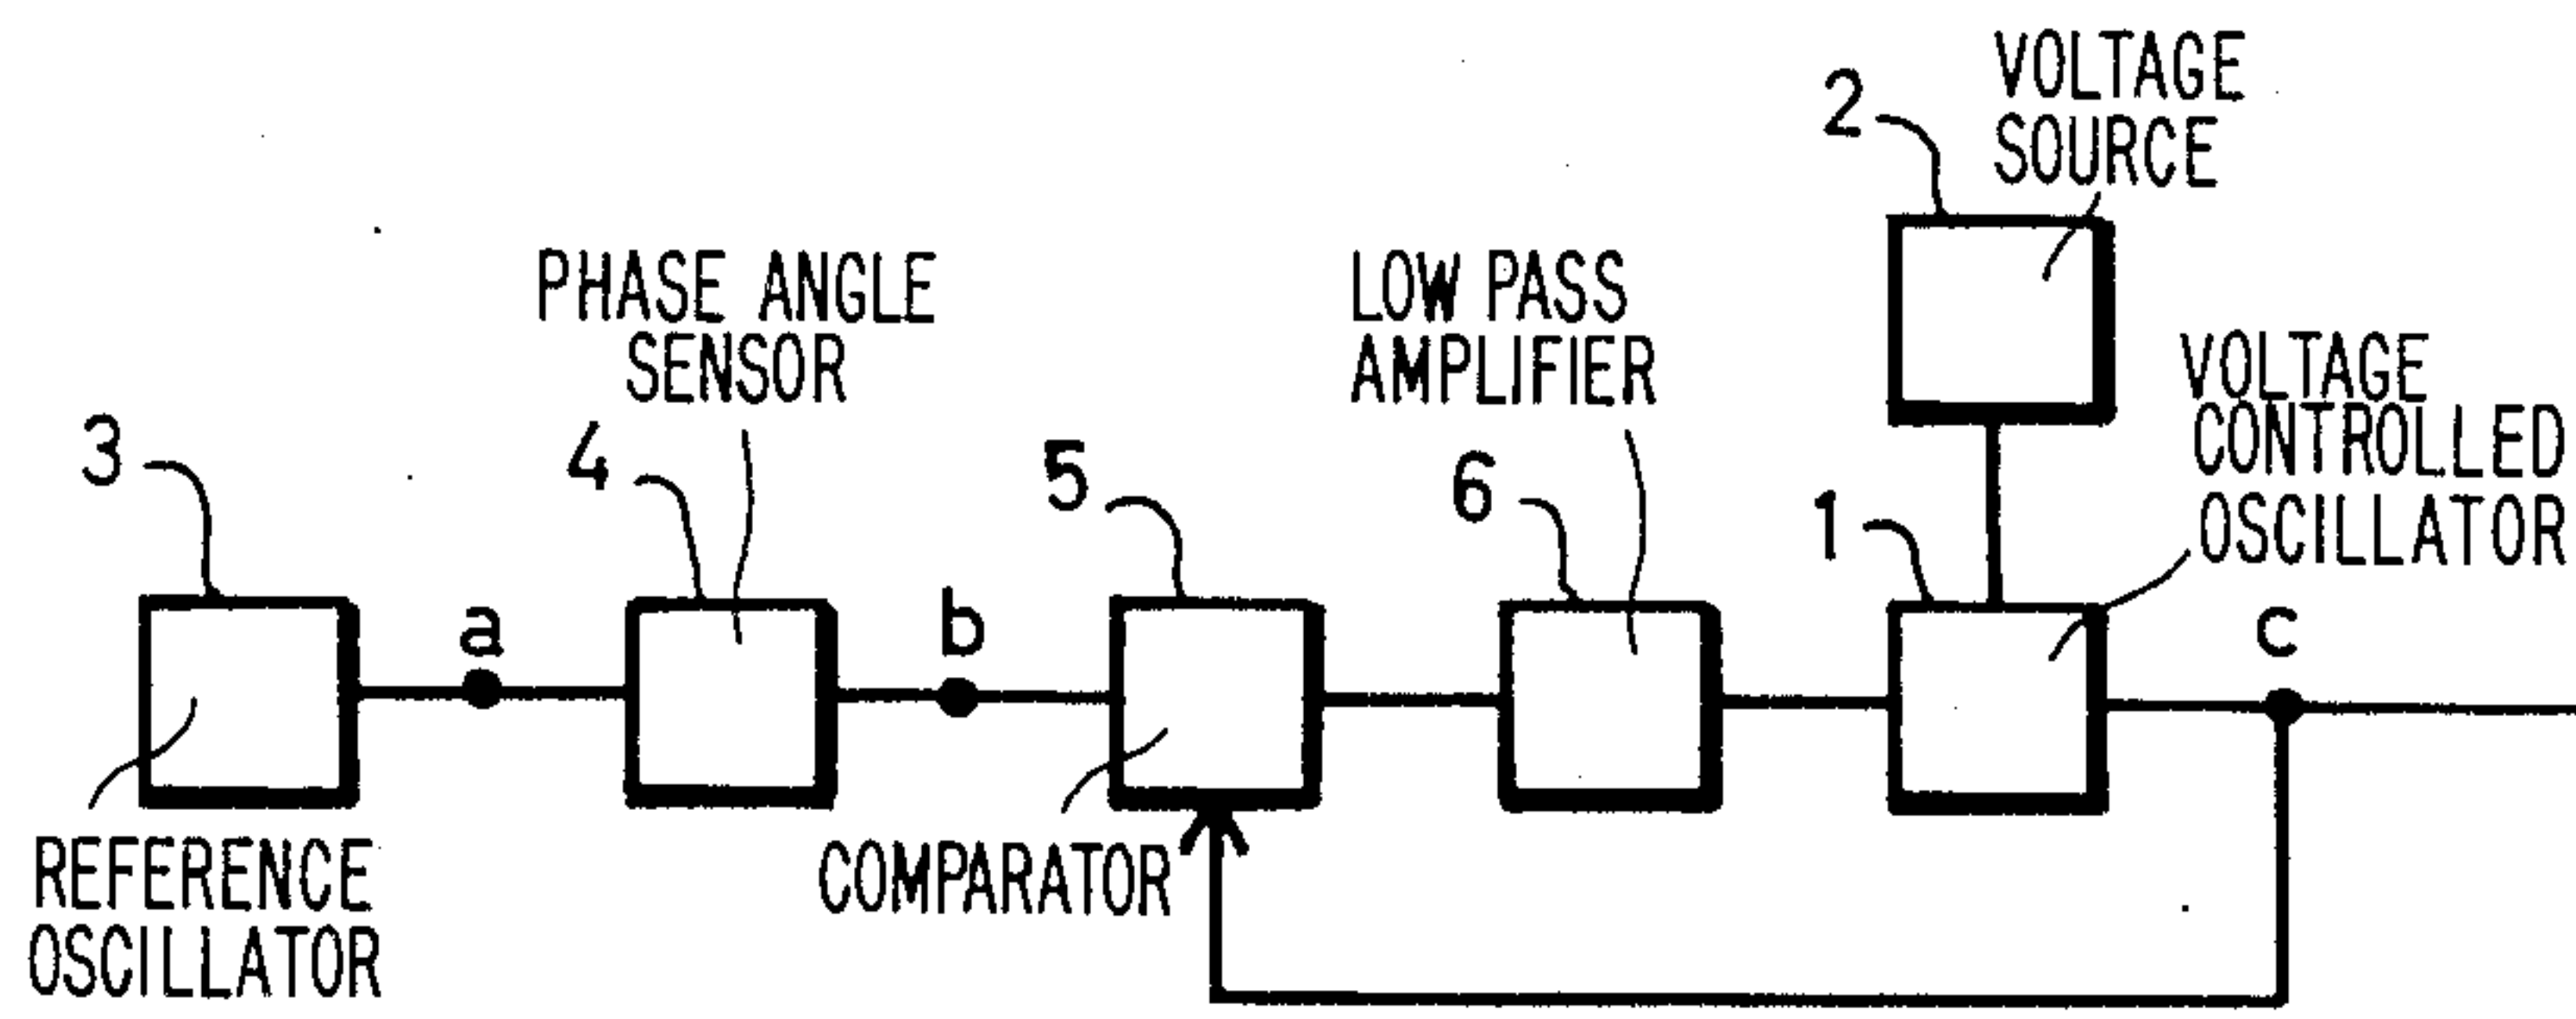 2
VOLTAGE
SOURCE
PHASE ANGLE
SENSOR
LOW PASS
AMPLIFIER
VOLTAGE
CONTROLLED
OSCILLATOR
3
4
5
6
1
a
b
c
REFERENCE
OSCILLATOR
COMPARATOR